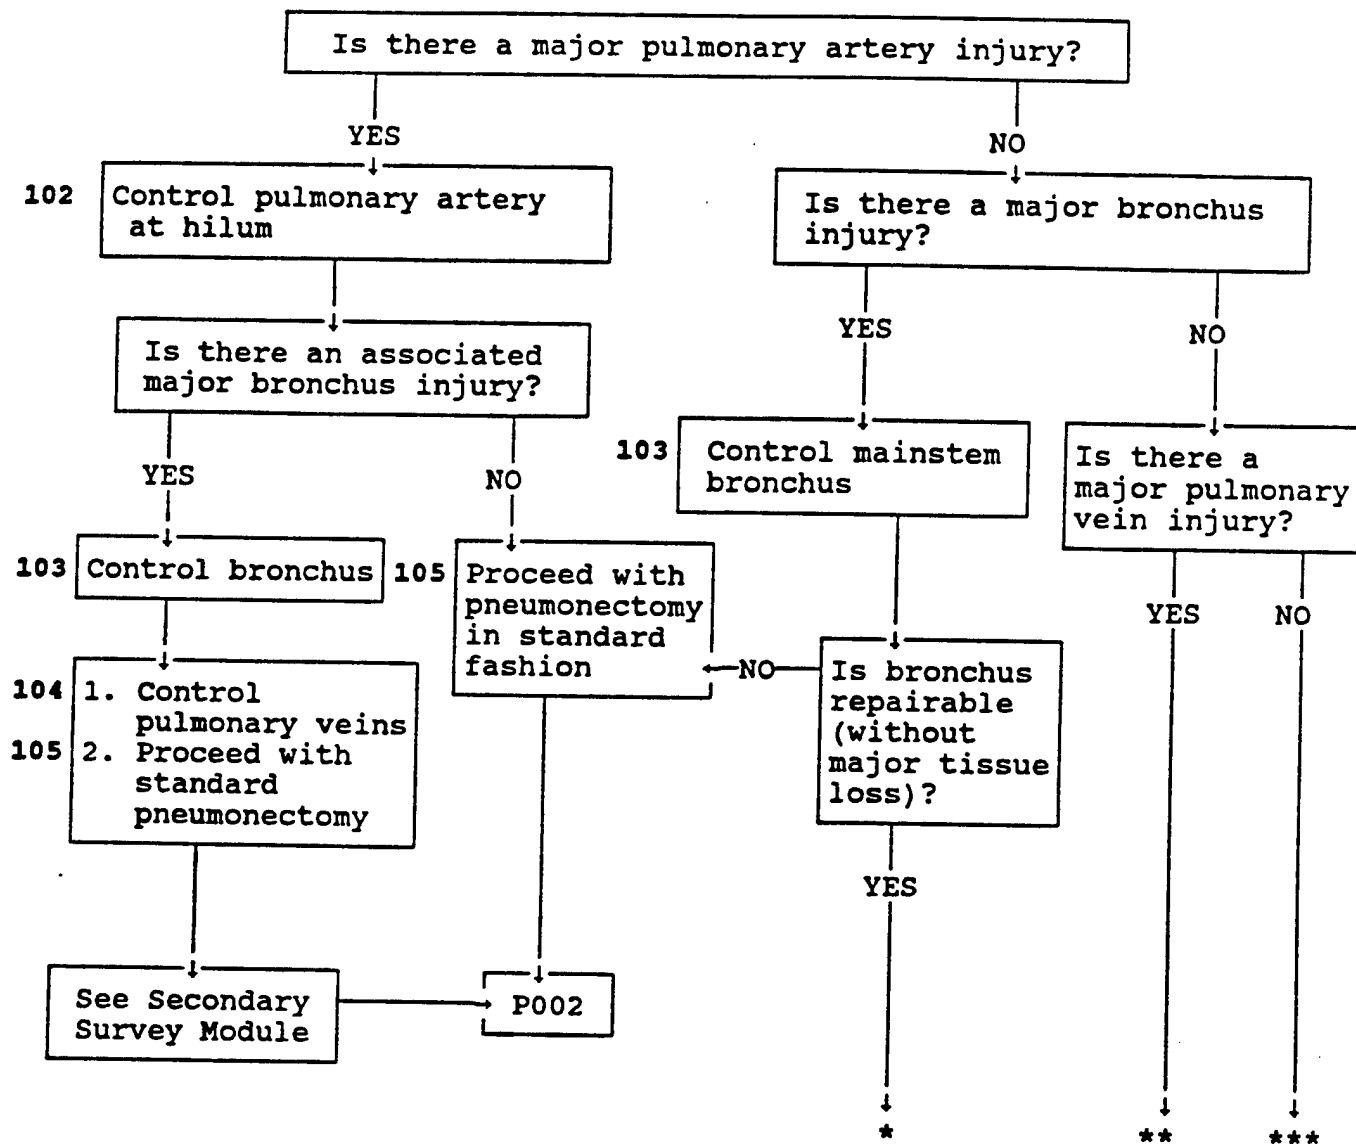 Is there a major pulmonary artery injury?
YES
NO
102
Control pulmonary artery
at hilum
Is there a major bronchus
injury?
Is there an associated
major bronchus injury?
YES
NO
YES
NO
103
Control mainstem
bronchus
Is there a
major pulmonary
vein injury?
103
Control bronchus
105
Proceed with
pneumonectomy
in standard
fashion
YES
NO
NO
Is bronchus
repairable
(without
major tissue
loss)?
104
1. Control
pulmonary veins
105
2. Proceed with
standard
pneumonectomy
YES
See Secondary
Survey Module
P002
*
**
***